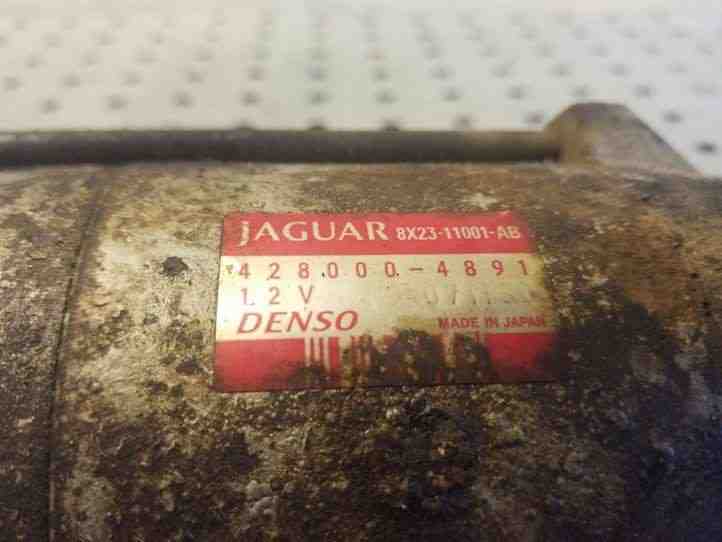 JAGUAR 8X23-11001-AB
428000-4891
12V
DENSO MADE IN JAPAN